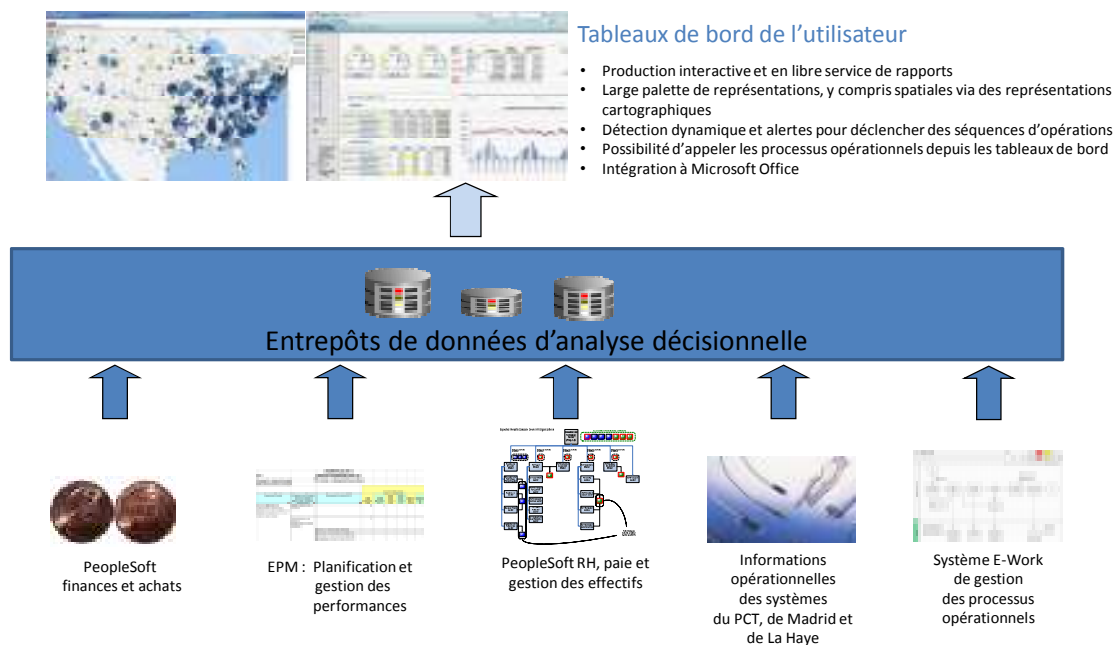 Tableaux de bord de l’utilisateur
• Production interactive et en libre service de rapports
• Large palette de représentations, y compris spatiales via des représentations
cartographiques
• Détection dynamique et alertes pour déclencher des séquences d’opérations
• Possibilité d’appeler les processus opérationnels depuis les tableaux de bord
• Intégration à Microsoft Office
Entrepôts de données d’analyse décisionnelle
PeopleSoft
finances et achats
EPM : Planification et
gestion des
performances
PeopleSoft RH, paie et
gestion des effectifs
Informations
opérationnelles
des systèmes
du PCT, de Madrid et
de La Haye
Système E-Work
de gestion
des processus
opérationnels